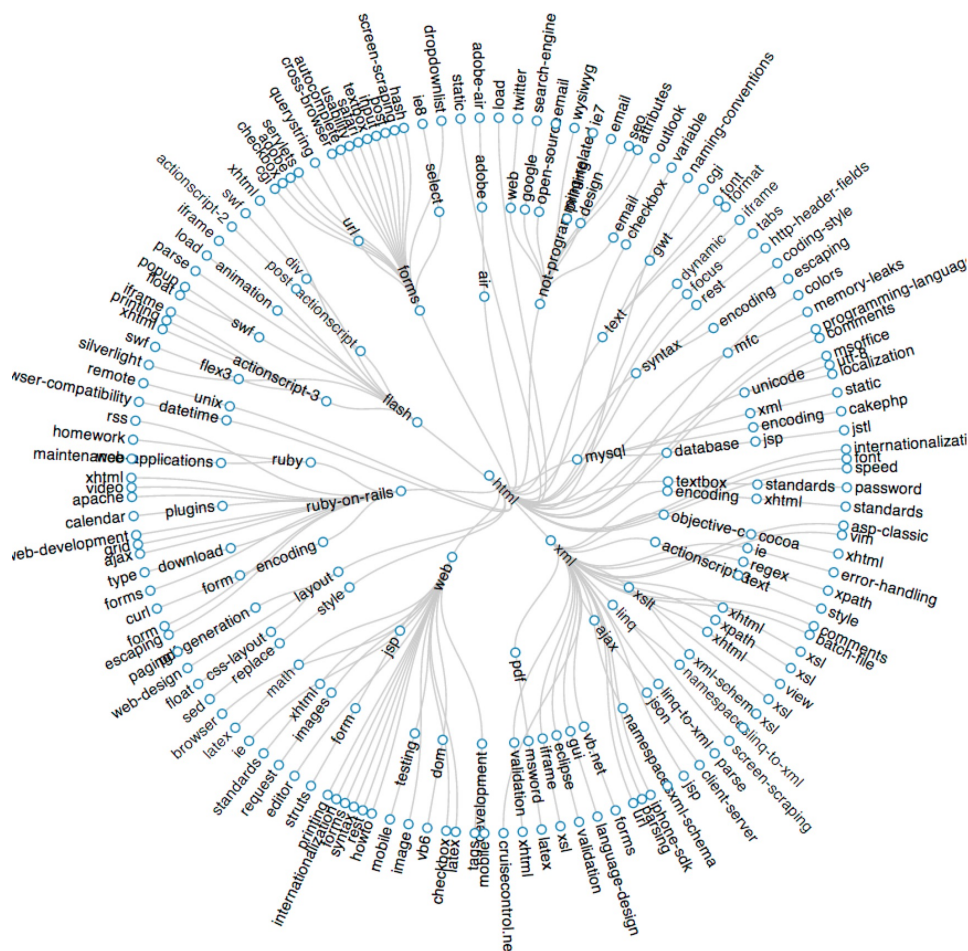 html
forms
url
querystring
cross-browser
autocomplete
usability
safari
textbox
input
post
screen-scraping
hash
ie8
select
dropdownlist
static
air
adobe
adobe-air
load
web
twitter
google
search-engine
open-source
email
wysiwyg
ie7
design
email
seo
attributes
email
outlook
checkbox
variable
gwt
naming-conventions
text
cgi
font
format
dynamic
iframe
focus
tabs
rest
http-header-fields
coding-style
syntax
encoding
escaping
colors
mfc
memory-leaks
comments
msoffice
unicode
utf-8
localization
mysql
xml
static
encoding
cakephp
database
jsp
jstl
font
speed
textbox
standards
password
encoding
xhtml
standards
objective-c
cocoa
asp-classic
vim
xhtml
ie
error-handling
regex
text
xpath
style
xml
xslt
xhtml
comments
batch-file
xpath
xhtml
xsl
xsl
view
linq
xml-schema
xsl
namespaces
linq-to-xml
ajax
linq-to-xml
screen-scraping
json
parse
client-server
jsp
namespace
xml-schema
iphone-sdk
parsing
url
forms
vb.net
language-design
gui
validation
eclipse
xsl
iframe
latex
msword
xhtml
validation
pdf
web
development
tags
mobile
dom
latex
checkbox
vb6
testing
image
mobile
form
howto
rest
syntax
forms
internationalization
printing
struts
images
editor
xhtml
request
jsp
standards
ie
math
latex
browser
style
replace
sed
layout
css-layout
float
web-design
paging
encoding
form
escaping
form
curl
forms
download
type
ruby-on-rails
ajax
grid
calendar
plugins
apache
video
xhtml
ruby
maintenance
homework
rss
datetime
unix
remote
silverlight
flash
actionscript-3
flex3
swf
swf
xhtml
printing
iframe
float
popup
parse
animation
load
iframe
actionscript
post
actionscript-2
div
swf
xhtml
cgi
checkbox
adobe
servlets